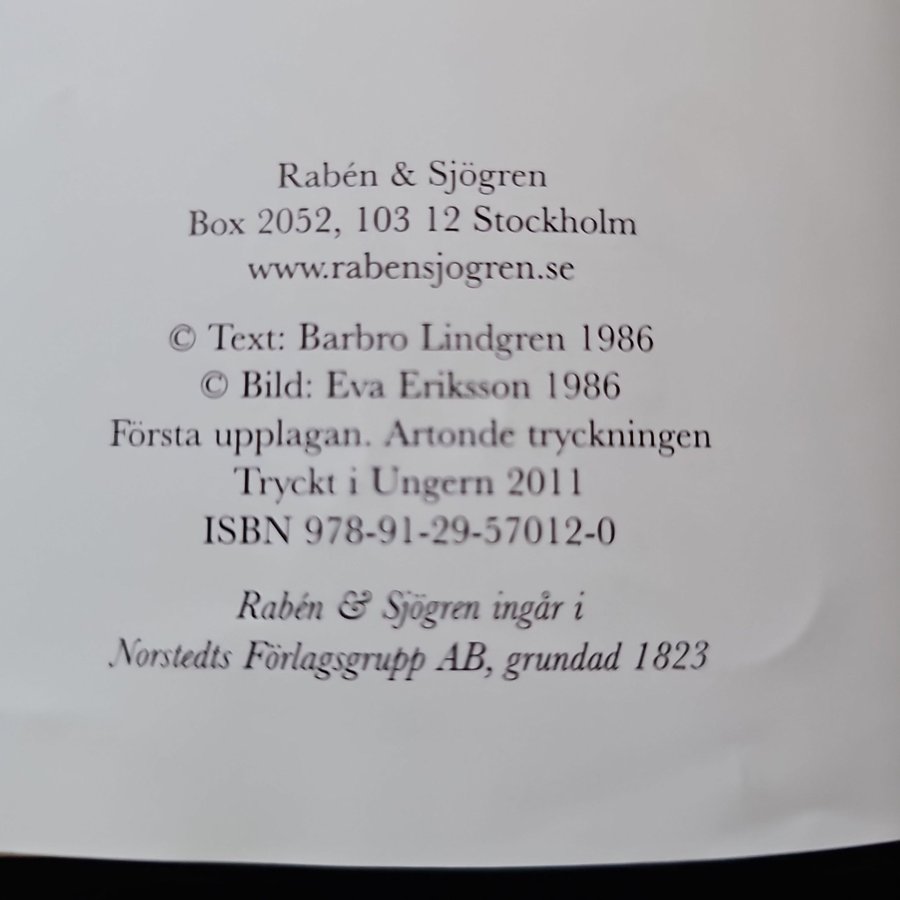 Rabén & Sjögren
Box 2052, 103 12 Stockholm
www.rabensjogren.se
© Text: Barbro Lindgren 1986
© Bild: Eva Eriksson 1986
Första upplagan. Artonde tryckningen
Tryckt i Ungern 2011
ISBN 978-91-29-57012-0
Rabén & Sjögren ingår i
Norstedts Förlagsgrupp AB, grundad 1823